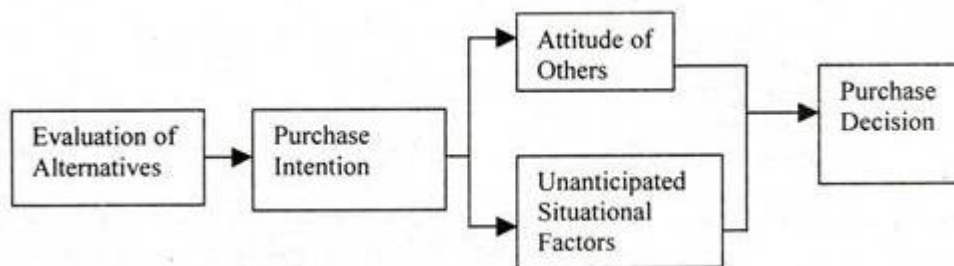 Evaluation of
Alternatives
Purchase
Intention
Attitude of
Others
Unanticipated
Situational
Factors
Purchase
Decision